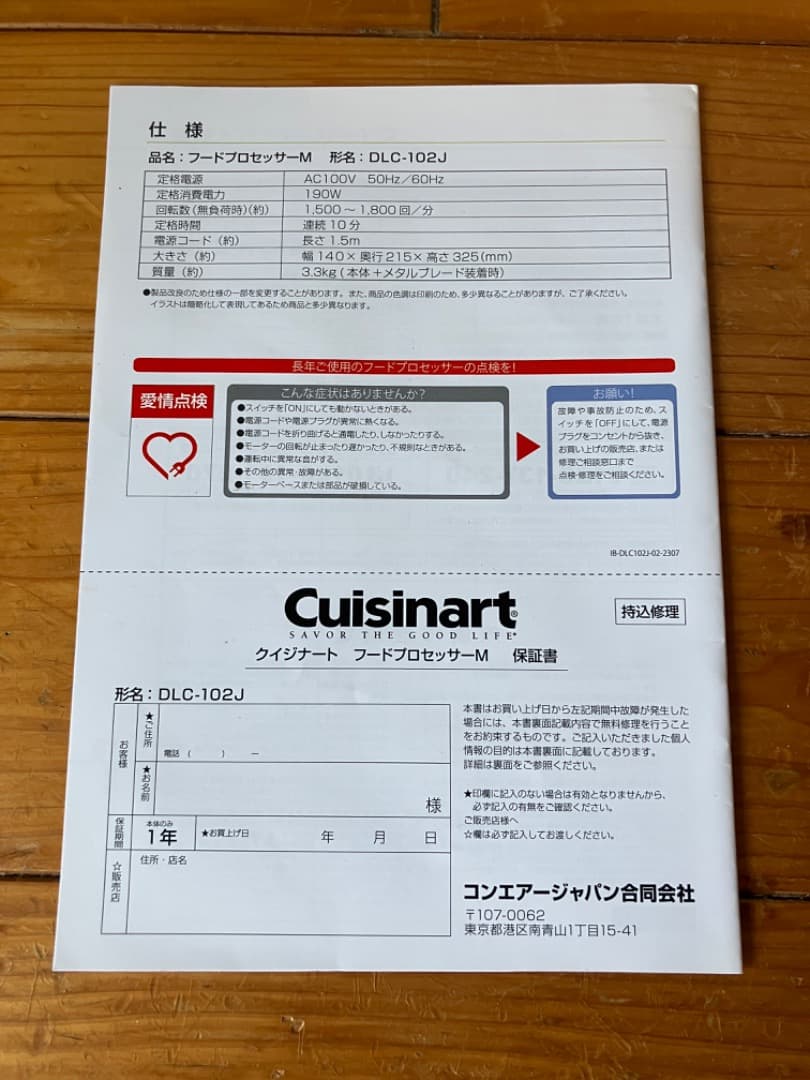 仕 様
品名：フードプロセッサーM 形名：DLC-102J
定格電源 AC100V 50Hz／60Hz
定格消費電力 190W
回転数（無負荷時）（約） 1,500 〜 1,800 回／分
定格時間 連続 10 分
電源コード（約） 長さ 1.5m
大きさ（約） 幅 140× 奥行 215× 高さ 325(mm)
質量（約） 3.3kg (本体＋メタルブレード装着時)
●製品改良のため仕様の一部を変更することがあります。また、商品の色調は印刷のため、多少異なることがありますが、ご了承ください。
イラストは簡略化して表現してあるため商品と多少異なります。
長年ご使用のフードプロセッサーの点検を！
愛情点検
こんな症状はありませんか？
●スイッチを「ON」にしても動かないときがある。
●電源コードや電源プラグが異常に熱くなる。
●電源コードを折り曲げると通電したり、しなかったりする。
●モーターの回転が止まったり遅かったり、不規則なときがある。
●運転中に異常な音がする。
●その他の異常・故障がある。
●モーターベースまたは部品が破損している。
お願い！
故障や事故防止のため、ス
イッチを「OFF」にして、電源
プラグをコンセントから抜き、
お買い上げの販売店、または
修理ご相談窓口まで
点検・修理をご相談ください。
IB-DLC102J-02-2307
Cuisinart®
SAVOR THE GOOD LIFE®
持込修理
クイジナート フードプロセッサーM 保証書
形名：DLC-102J
お客様
★ご住所
電話 （ ） ー
★お名前
様
保証期間
本体のみ
1年
★お買上げ日 年 月 日
☆販売店
住所・店名
本書はお買い上げ日から左記期間中故障が発生した
場合には、本書裏面記載内容で無料修理を行うこと
をお約束するものです。ご記入いただきました個人
情報の目的は本書裏面に記載しております。
詳細は裏面をご参照ください。
★印欄に記入のない場合は有効となりませんから、
必ず記入の有無をご確認ください。
ご販売店様へ
☆欄は必ず記入してお渡しください。
コンエアージャパン合同会社
〒107-0062
東京都港区南青山1丁目15-41